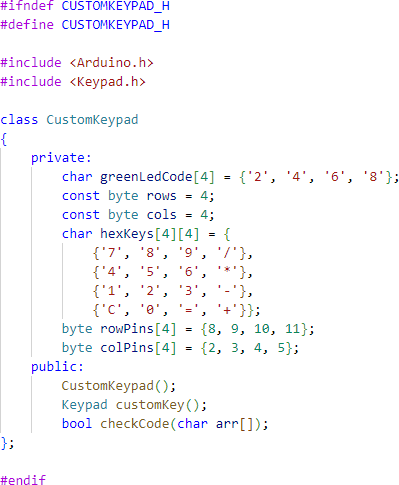 #ifndef CUSTOMKEYPAD_H
#define CUSTOMKEYPAD_H

#include <Arduino.h>
#include <Keypad.h>

class CustomKeypad
{
    private:
        char greenLedCode[4] = {'2', '4', '6', '8'};
        const byte rows = 4;
        const byte cols = 4;
        char hexKeys[4][4] = {
            {'7', '8', '9', '/'},
            {'4', '5', '6', '*'},
            {'1', '2', '3', '-'},
            {'C', '0', '=', '+'}};
        byte rowPins[4] = {8, 9, 10, 11};
        byte colPins[4] = {2, 3, 4, 5};
    public:
        CustomKeypad();
        Keypad customKey();
        bool checkCode(char arr[]);
};

#endif